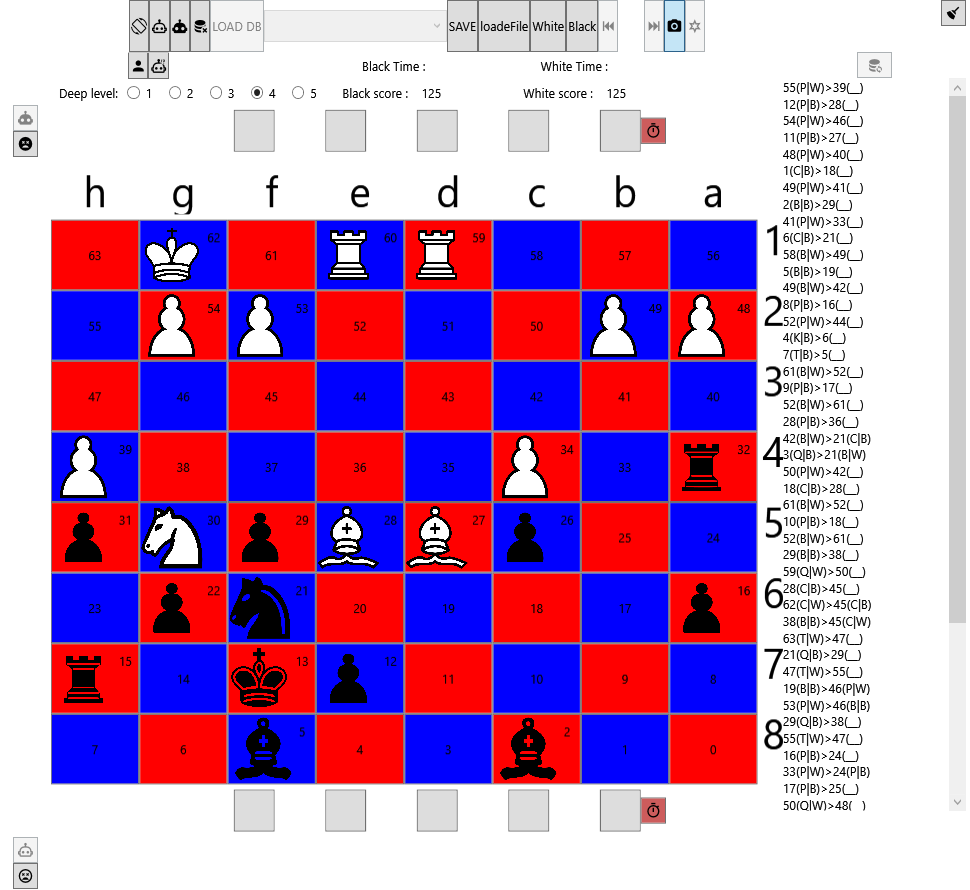 LOAD DB SAVE loadeFile White Black
Black Time : White Time :
Deep level: 1 2 3 4 5 Black score : 125 White score : 125
h g f e d c b a
63 62 61 60 59 58 57 56 1
55 54 53 52 51 50 49 48 2
47 46 45 44 43 42 41 40 3
39 38 37 36 35 34 33 32 4
31 30 29 28 27 26 25 24 5
23 22 21 20 19 18 17 16 6
15 14 13 12 11 10 9 8 7
7 6 5 4 3 2 1 0 8
55(P|W)>39(__)
12(P|B)>28(__)
54(P|W)>46(__)
11(P|B)>27(__)
48(P|W)>40(__)
1(C|B)>18(__)
49(P|W)>41(__)
2(B|B)>29(__)
41(P|W)>33(__)
6(C|B)>21(__)
58(B|W)>49(__)
5(B|B)>19(__)
49(B|W)>42(__)
8(P|B)>16(__)
52(P|W)>44(__)
4(K|B)>6(__)
7(T|B)>5(__)
61(B|W)>52(__)
9(P|B)>17(__)
52(B|W)>61(__)
28(P|B)>36(__)
42(B|W)>21(C|B)
3(Q|B)>21(B|W)
50(P|W)>42(__)
18(C|B)>28(__)
61(B|W)>52(__)
10(P|B)>18(__)
52(B|W)>61(__)
29(B|B)>38(__)
59(Q|W)>50(__)
28(C|B)>45(__)
62(C|W)>45(C|B)
38(B|B)>45(C|W)
63(T|W)>47(__)
21(Q|B)>29(__)
47(T|W)>55(__)
19(B|B)>46(P|W)
53(P|W)>46(B|B)
29(Q|B)>38(__)
55(T|W)>47(__)
16(P|B)>24(__)
33(P|W)>24(P|B)
17(P|B)>25(__)
50(Q|W)>48(__)